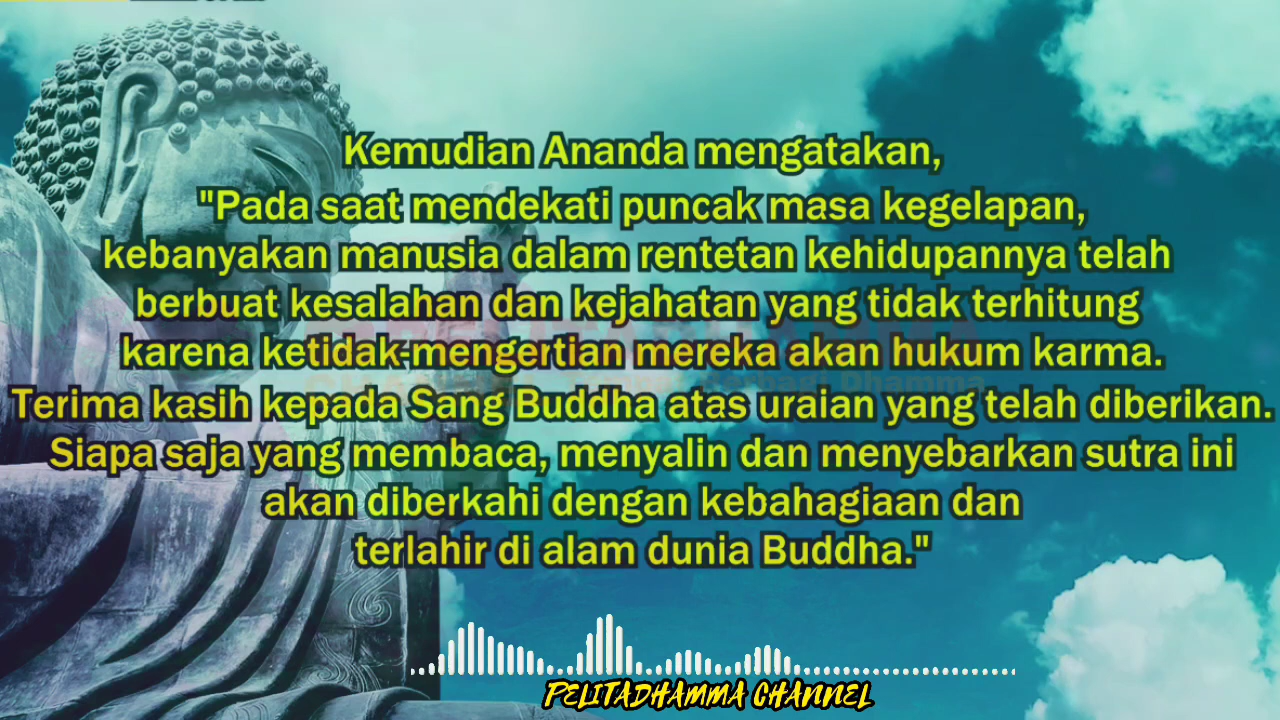 Kemudian Ananda mengatakan,
"Pada saat mendekati puncak masa kegelapan,
kebanyakan manusia dalam rentetan kehidupannya telah
berbuat kesalahan dan kejahatan yang tidak terhitung
karena ketidak-mengertian mereka akan hukum karma.
Terima kasih kepada Sang Buddha atas uraian yang telah diberikan.
Siapa saja yang membaca, menyalin dan menyebarkan sutra ini
akan diberkahi dengan kebahagiaan dan
terlahir di alam dunia Buddha."
PELITADHAMMA CHANNEL